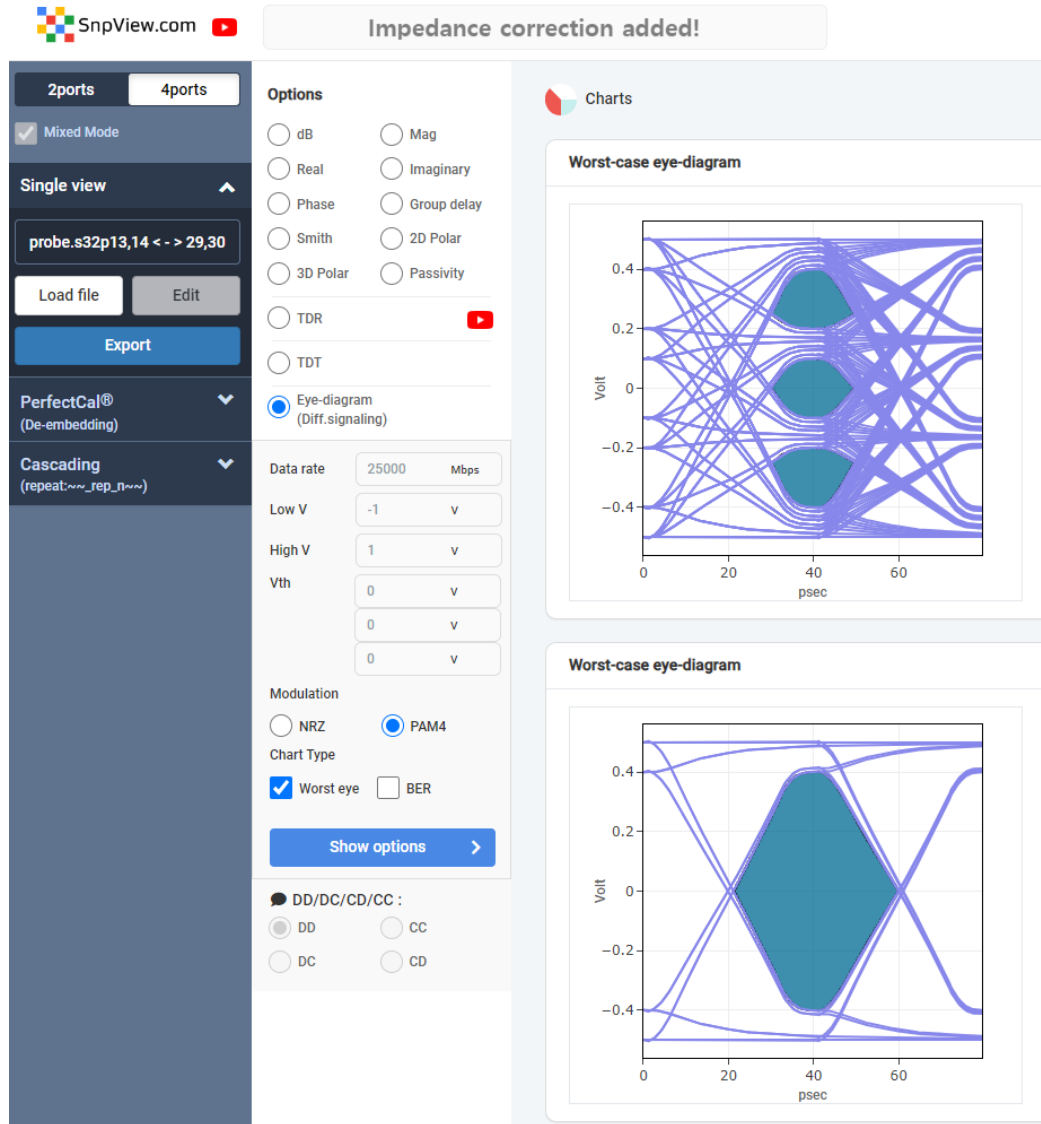 SnpView.com
Impedance correction added!
2ports 4ports
Mixed Mode
Single view
probe.s32p13,14 < - > 29,30
Load file Edit
Export
PerfectCal®
(De-embedding)
Cascading
(repeat:~~_rep_n~~)
Options
dB Mag
Real Imaginary
Phase Group delay
Smith 2D Polar
3D Polar Passivity
TDR
TDT
Eye-diagram
(Diff.signaling)
Data rate 25000 Mbps
Low V -1 V
High V 1 V
Vth 0 V
0 V
0 V
Modulation
NRZ PAM4
Chart Type
Worst eye BER
Show options
DD/DC/CD/CC :
DD CC
DC CD
Charts
Worst-case eye-diagram
0.4
0.2
0
−0.2
−0.4
Volt
0 20 40 60
psec
Worst-case eye-diagram
0.4
0.2
0
−0.2
−0.4
Volt
0 20 40 60
psec